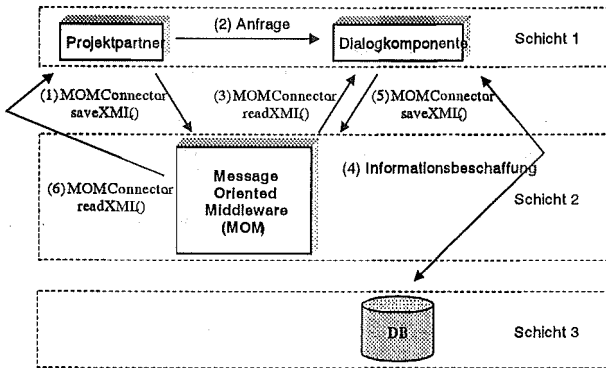 (2) Anfrage
Projektpartner
Dialogkomponente
Schicht 1
(1) MOMConnector
saveXMI()
(3) MOMConnector
readXMI()
(5) MOMConnector
saveXMI()
(6) MOMConnector
readXMI()
Message
Oriented
Middleware
(MOM)
(4) Informationsbeschaffung
Schicht 2
DB
Schicht 3